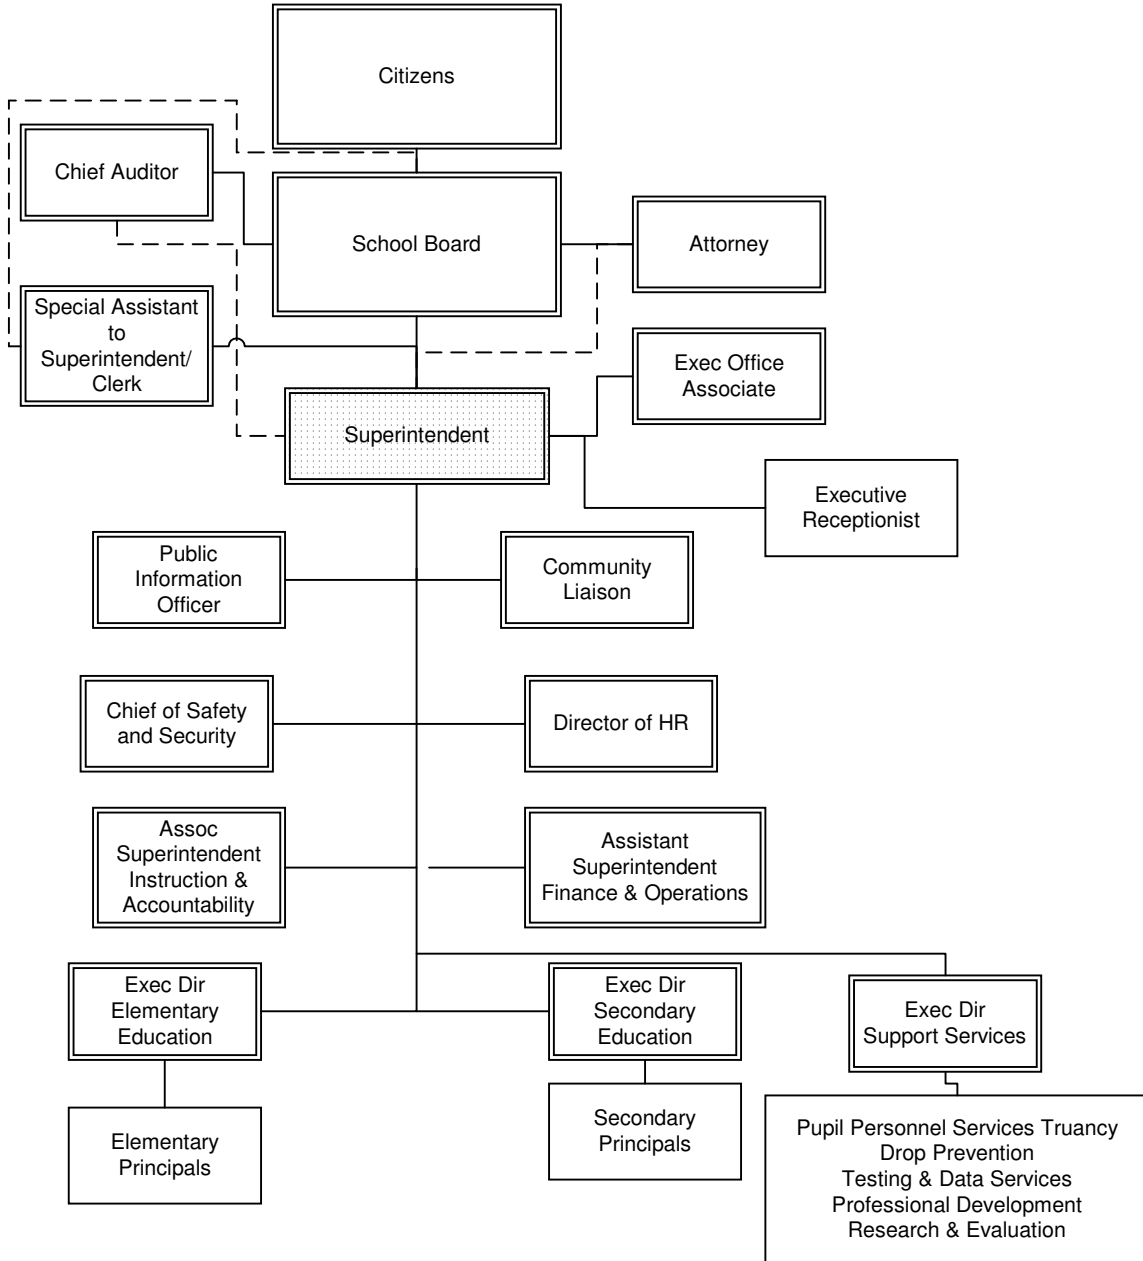 Citizens
Chief Auditor
School Board
Attorney
Special Assistant
to
Superintendent/
Clerk
Exec Office
Associate
Superintendent
Executive
Receptionist
Public
Information
Officer
Community
Liaison
Chief of Safety
and Security
Director of HR
Assoc
Superintendent
Instruction &
Accountability
Assistant
Superintendent
Finance & Operations
Exec Dir
Elementary
Education
Exec Dir
Secondary
Education
Exec Dir
Support Services
Elementary
Principals
Secondary
Principals
Pupil Personnel Services Truancy
Drop Prevention
Testing & Data Services
Professional Development
Research & Evaluation